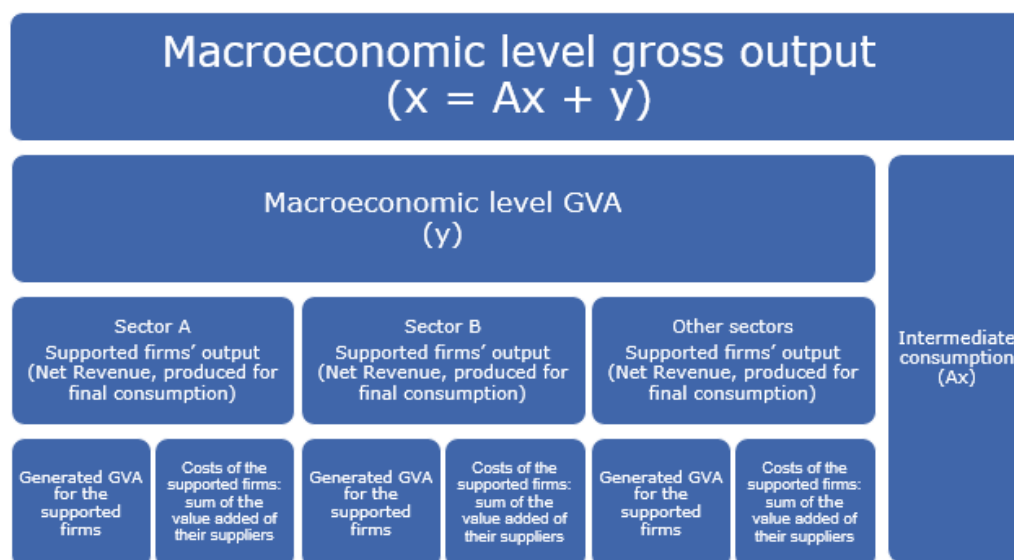 Macroeconomic level gross output
(x = Ax + y)
Macroeconomic level GVA
(y)
Sector A
Supported firms' output
(Net Revenue, produced for
final consumption)
Sector B
Supported firms' output
(Net Revenue, produced for
final consumption)
Other sectors
Supported firms' output
(Net Revenue, produced for
final consumption)
Intermediate
consumption
(Ax)
Generated GVA
for the
supported
firms
Costs of the
supported firms:
sum of the
value added of
their suppliers
Generated GVA
for the
supported
firms
Costs of the
supported firms:
sum of the
value added of
their suppliers
Generated GVA
for the
supported
firms
Costs of the
supported firms:
sum of the
value added of
their suppliers